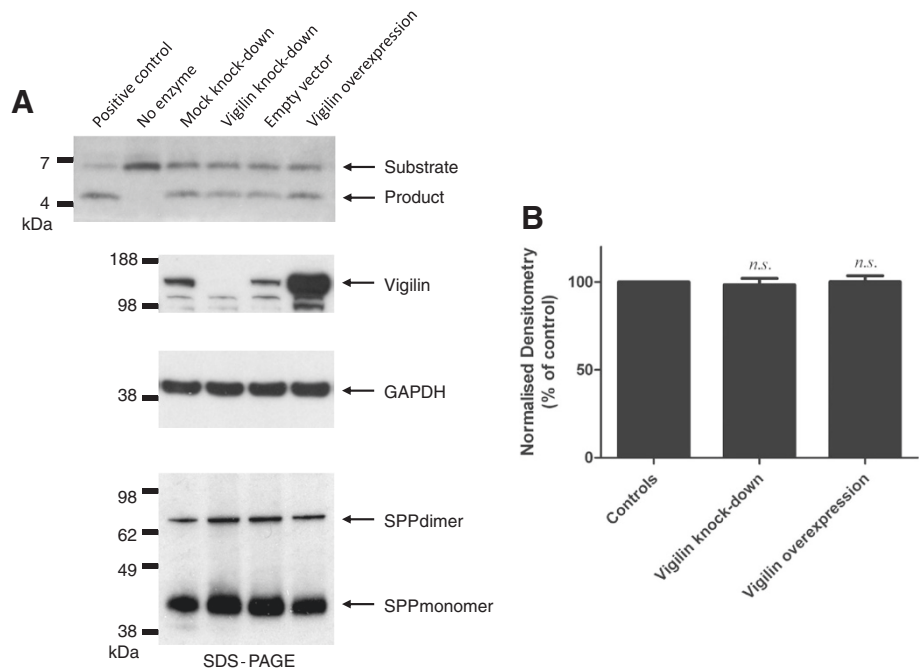 A
Positive control
No enzyme
Mock knock-down
Vigilin knock-down
Empty vector
Vigilin overexpression
7
4
kDa
Substrate
Product
188
98
Vigilin
38
GAPDH
98
62
49
38
kDa
SPPdimer
SPPmonomer
SDS-PAGE
B
Normalised Densitometry
(% of control)
100
50
0
n.s.
n.s.
Controls
Vigilin knock-down
Vigilin overexpression